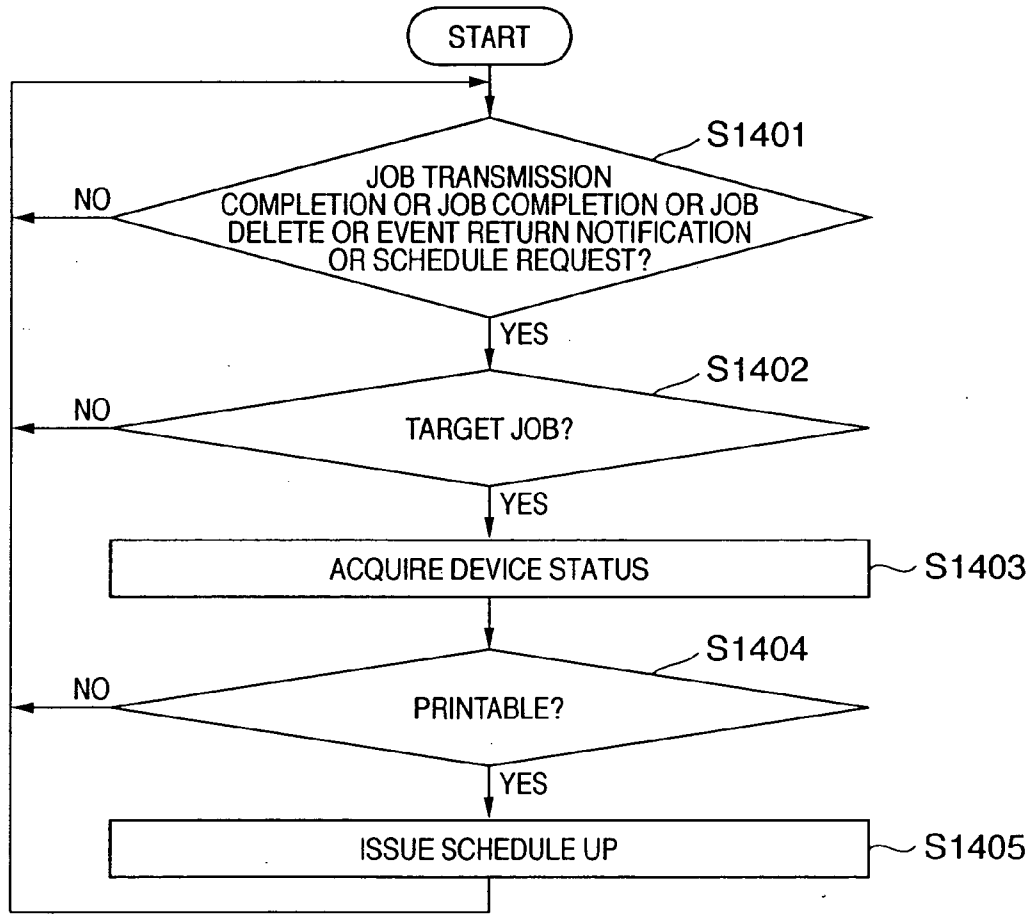 START
S1401
JOB TRANSMISSION
COMPLETION OR JOB COMPLETION OR JOB
DELETE OR EVENT RETURN NOTIFICATION
OR SCHEDULE REQUEST?
NO
YES
S1402
NO
TARGET JOB?
YES
ACQUIRE DEVICE STATUS
S1403
S1404
NO
PRINTABLE?
YES
ISSUE SCHEDULE UP
S1405